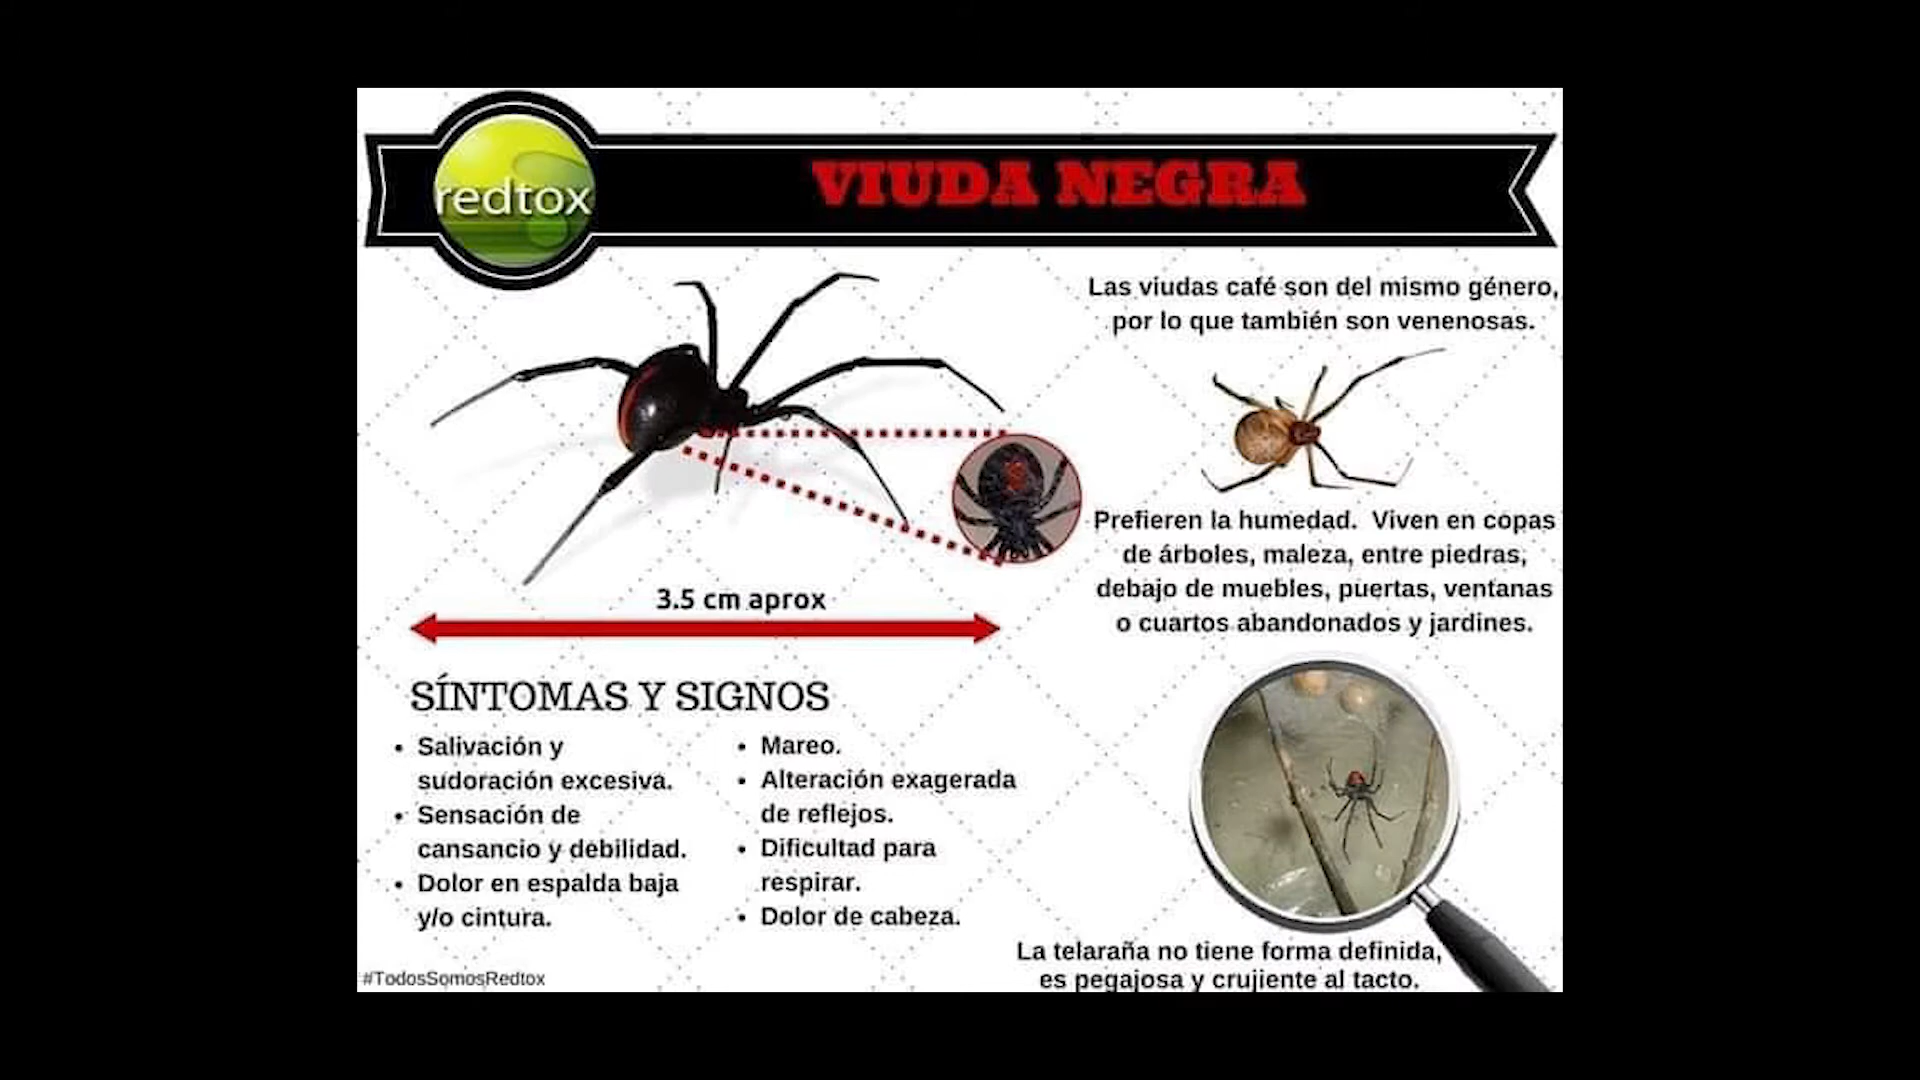 redtox
VIUDA NEGRA
Las viudas café son del mismo género,
por lo que también son venenosas.
Prefieren la humedad. Viven en copas
de árboles, maleza, entre piedras,
debajo de muebles, puertas, ventanas
o cuartos abandonados y jardines.
3.5 cm aprox
SÍNTOMAS Y SIGNOS
• Salivación y
sudoración excesiva.
• Sensación de
cansancio y debilidad.
• Dolor en espalda baja
y/o cintura.
• Mareo.
• Alteración exagerada
de reflejos.
• Dificultad para
respirar.
• Dolor de cabeza.
La telaraña no tiene forma definida,
es pegajosa y crujiente al tacto.
#TodosSomosRedtox